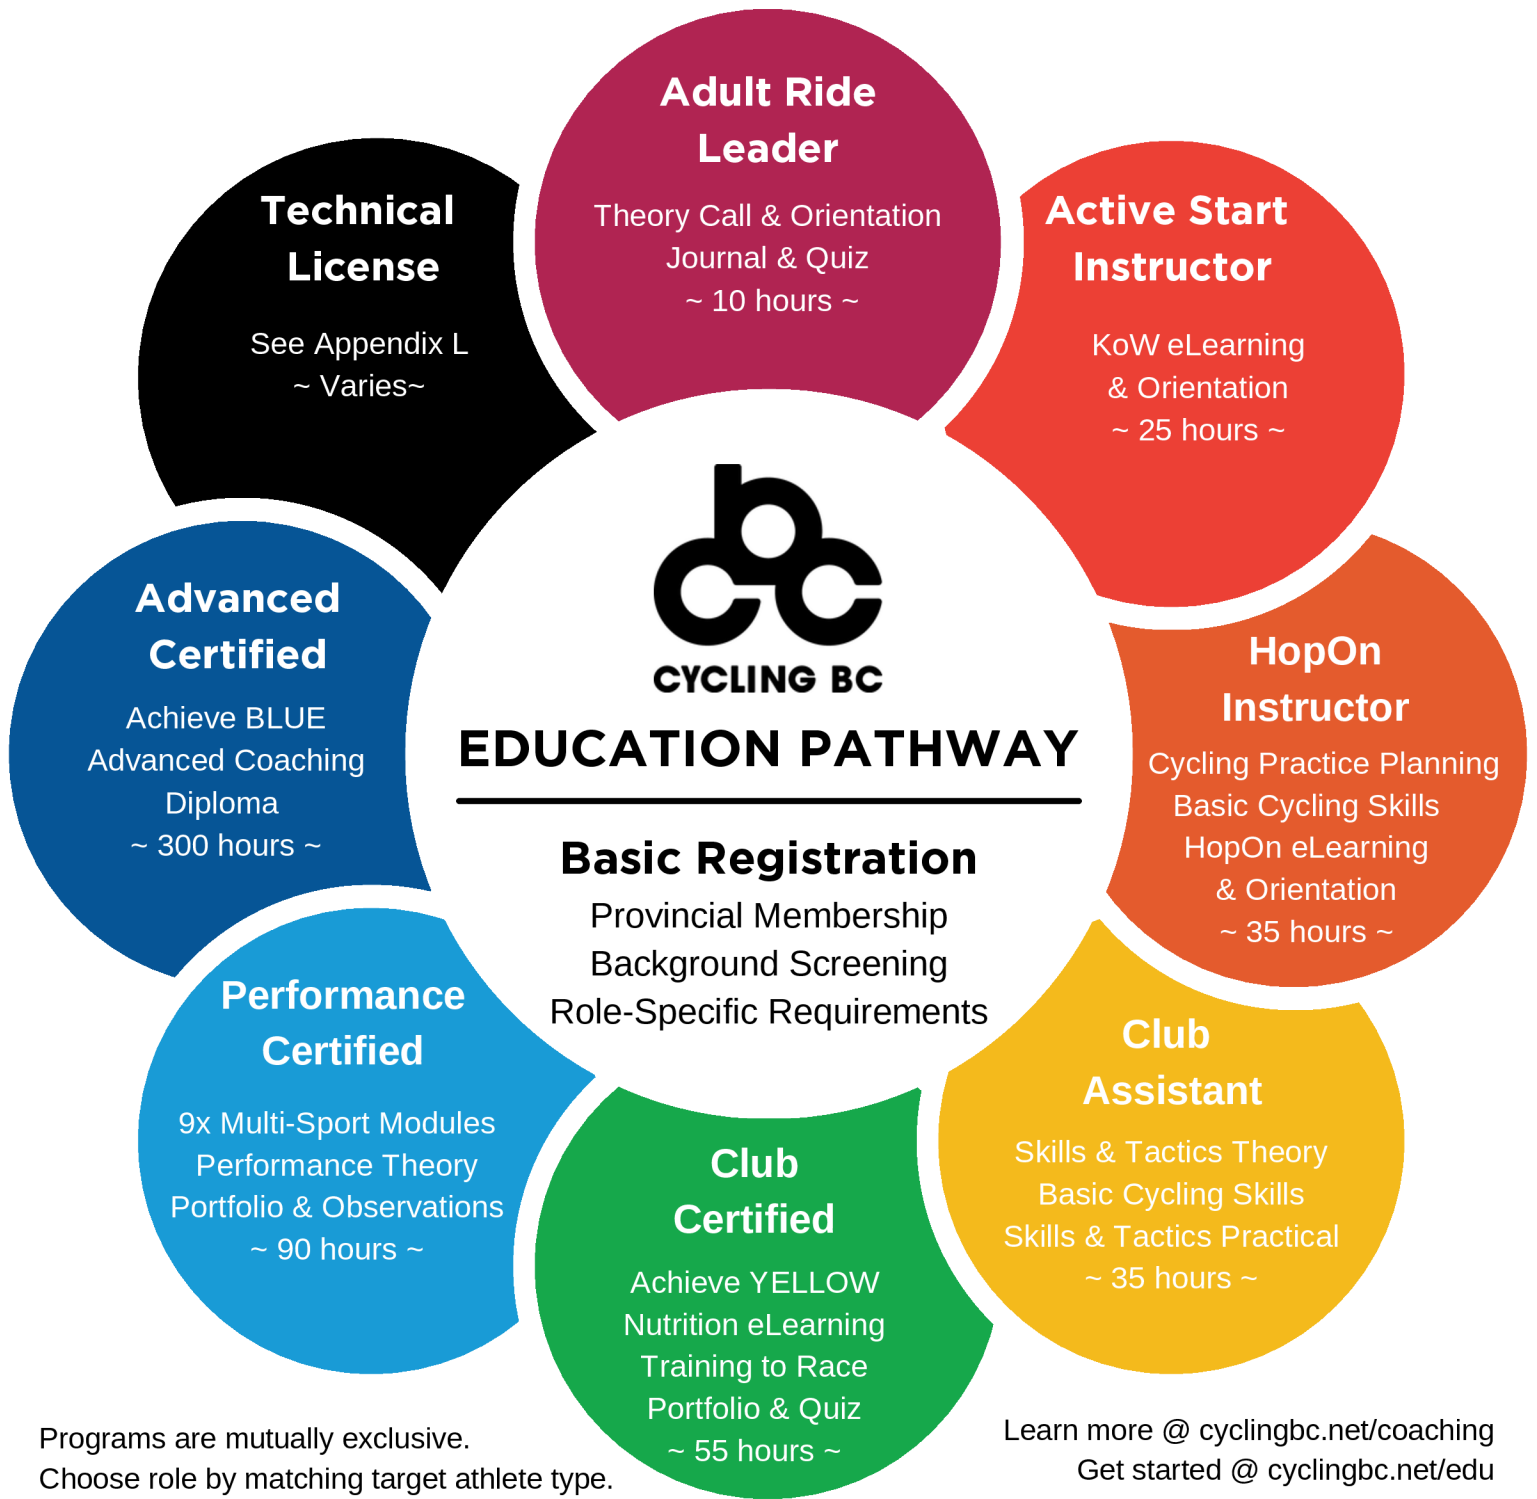 Adult Ride
Leader
Theory Call & Orientation
Journal & Quiz
~ 10 hours ~
Active Start
Instructor
KoW eLearning
& Orientation
~ 25 hours ~
HopOn
Instructor
Cycling Practice Planning
Basic Cycling Skills
HopOn eLearning
& Orientation
~ 35 hours ~
Club
Assistant
Skills & Tactics Theory
Basic Cycling Skills
Skills & Tactics Practical
~ 35 hours ~
Club
Certified
Achieve YELLOW
Nutrition eLearning
Training to Race
Portfolio & Quiz
~ 55 hours ~
Performance
Certified
9x Multi-Sport Modules
Performance Theory
Portfolio & Observations
~ 90 hours ~
Advanced
Certified
Achieve BLUE
Advanced Coaching
Diploma
~ 300 hours ~
Technical
License
See Appendix L
~ Varies~
cbc
CYCLING BC
EDUCATION PATHWAY
Basic Registration
Provincial Membership
Background Screening
Role-Specific Requirements
Programs are mutually exclusive.
Choose role by matching target athlete type.
Learn more @ cyclingbc.net/coaching
Get started @ cyclingbc.net/edu